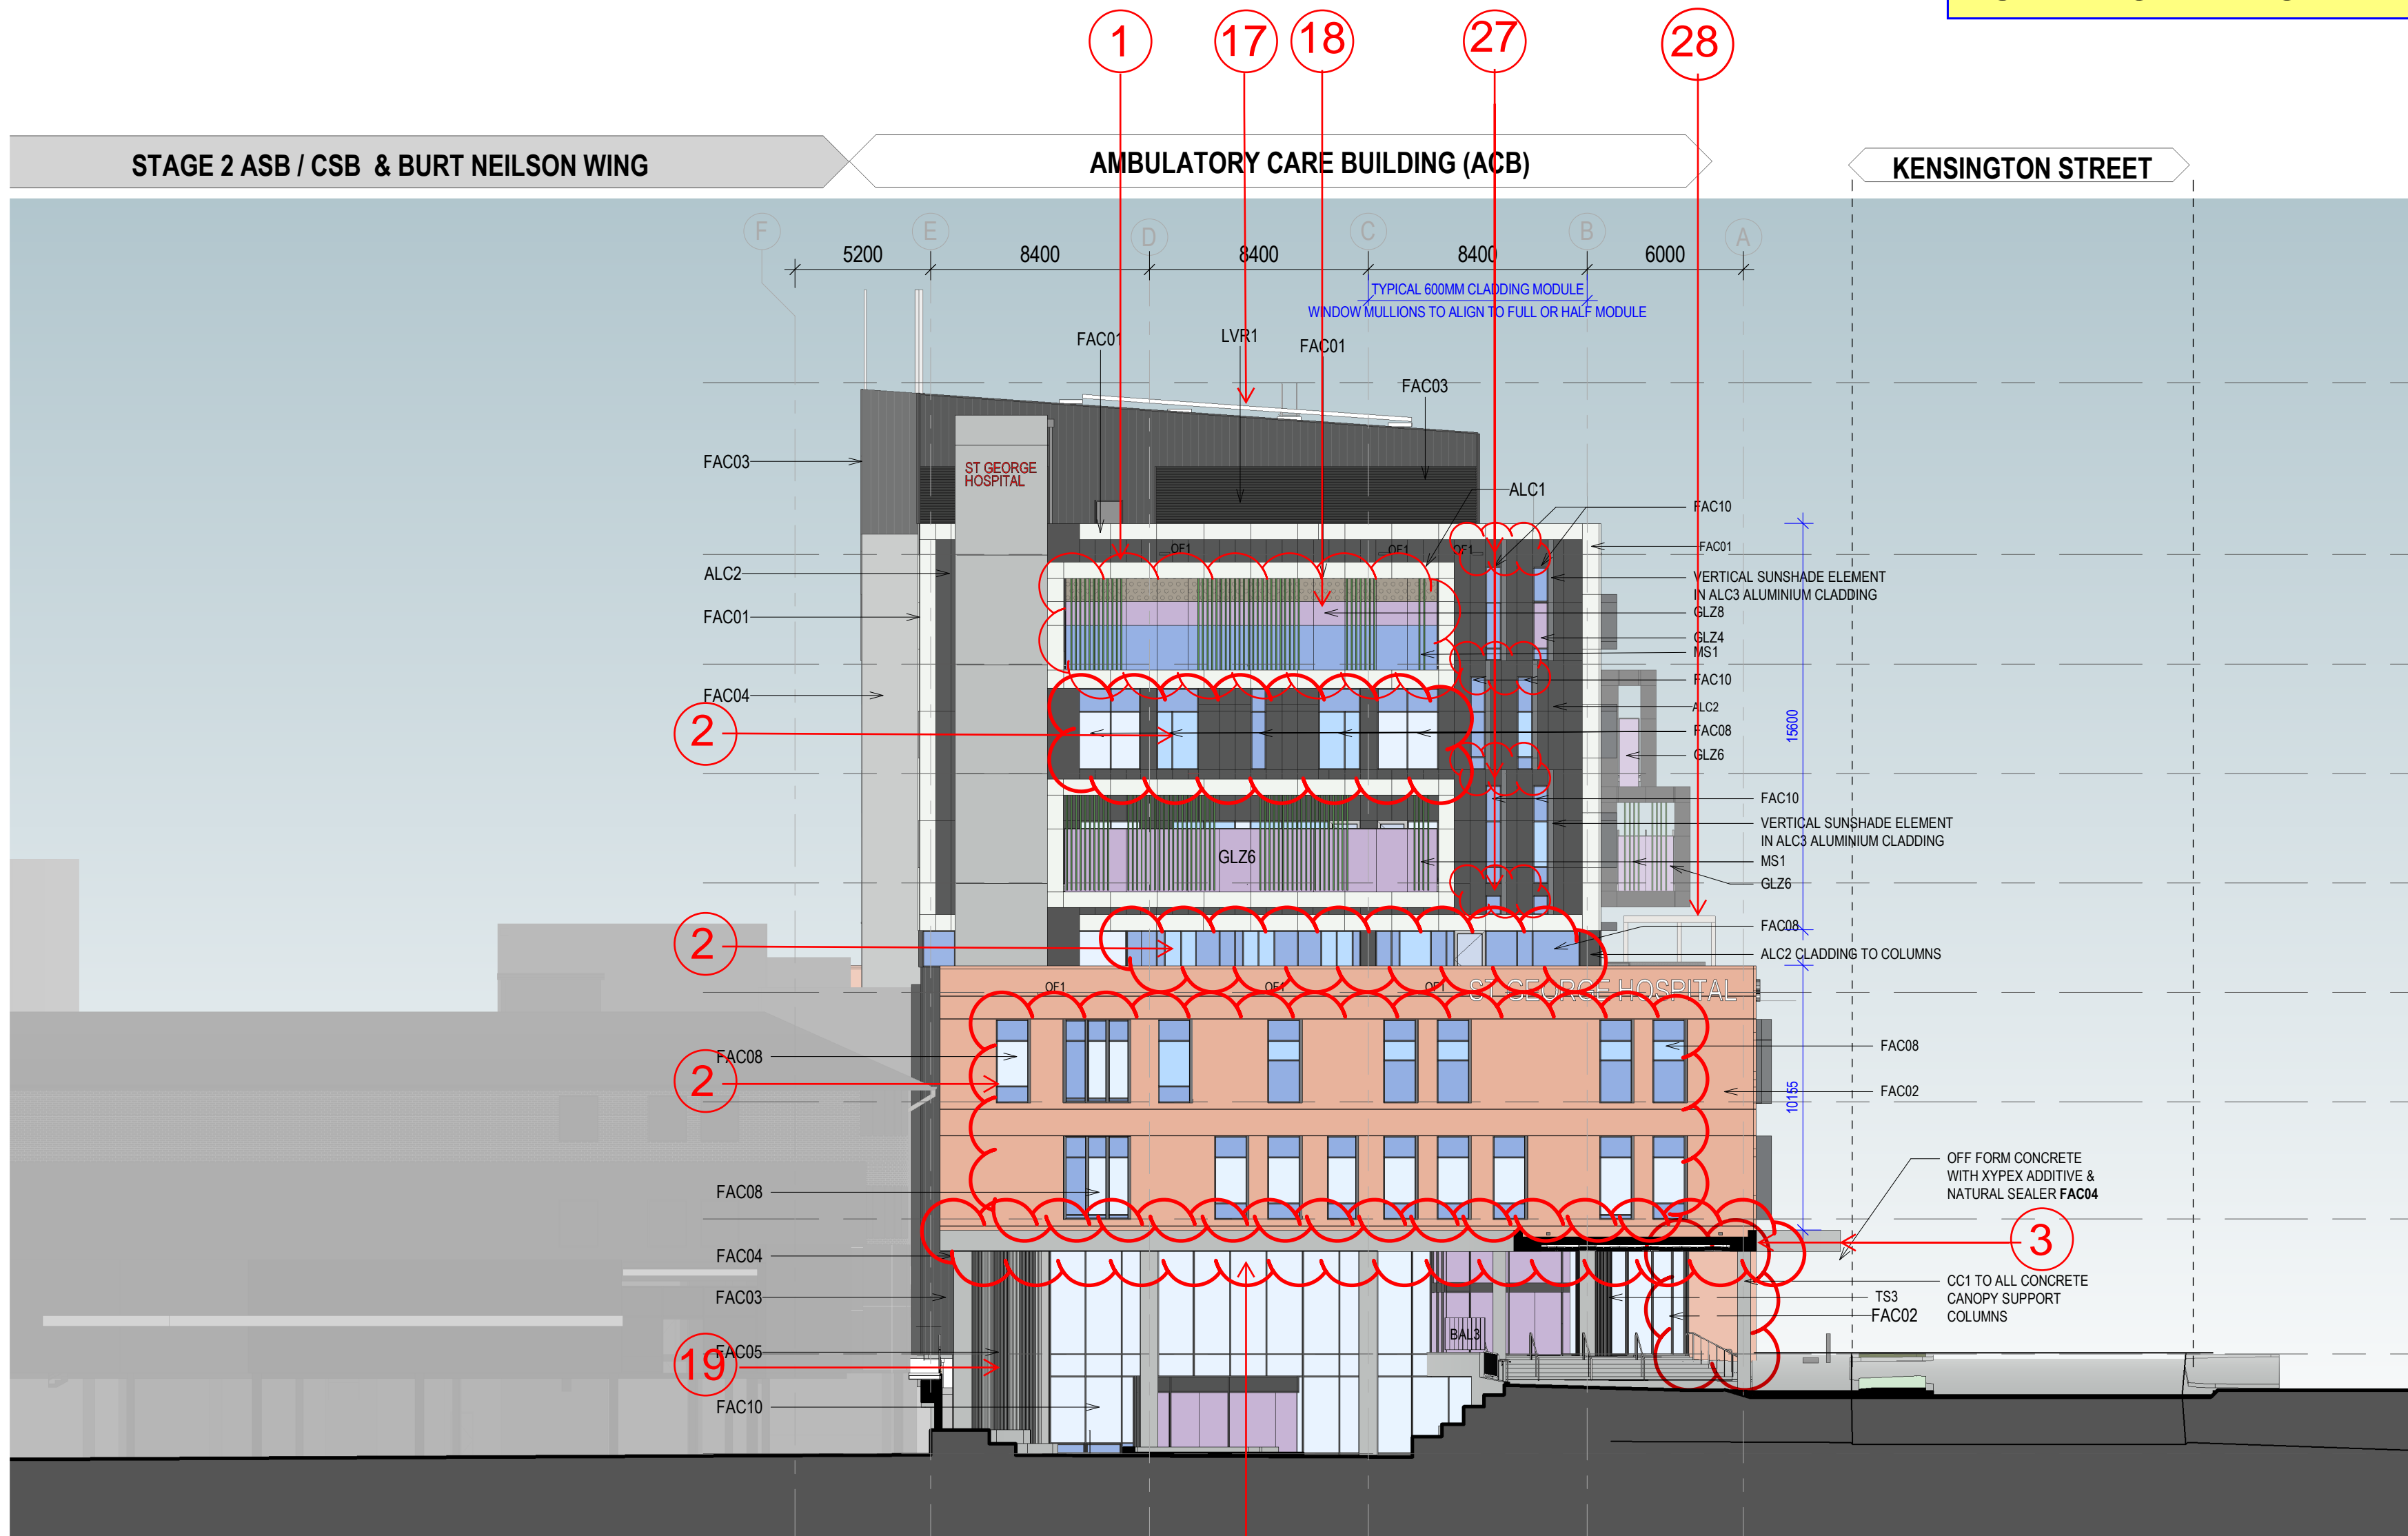 1
17
18
27
28
STAGE 2 ASB / CSB & BURT NEILSON WING
AMBULATORY CARE BUILDING (ACB)
KENSINGTON STREET
F
E
D
C
B
A
5200
8400
8400
8400
6000
TYPICAL 600MM CLADDING MODULE
WINDOW MULLIONS TO ALIGN TO FULL OR HALF MODULE
FAC01
LVR1
FAC01
FAC03
FAC03
ST GEORGE
HOSPITAL
ALC1
FAC10
OF1
OF1
OF1
FAC01
ALC2
VERTICAL SUNSHADE ELEMENT
IN ALC3 ALUMINIUM CLADDING
FAC01
GLZ8
GLZ4
MS1
FAC10
FAC04
ALC2
15600
2
FAC08
GLZ6
FAC10
VERTICAL SUNSHADE ELEMENT
IN ALC3 ALUMINIUM CLADDING
GLZ6
MS1
GLZ6
FAC08
2
ALC2 CLADDING TO COLUMNS
OF1
OF1
OF1
ST GEORGE HOSPITAL
FAC08
FAC08
2
FAC02
10155
OFF FORM CONCRETE
WITH XYPEX ADDITIVE &
NATURAL SEALER FAC04
FAC08
3
FAC04
CC1 TO ALL CONCRETE
CANOPY SUPPORT
COLUMNS
FAC03
TS3
FAC02
BAL3
FAC05
19
FAC10